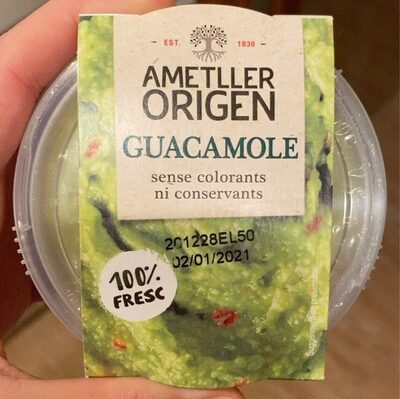 EST. 1830
AMETLLER
ORIGEN
GUACAMOLE
sense colorants
ni conservants
201228EL50
02/01/2021
100%
FRESC